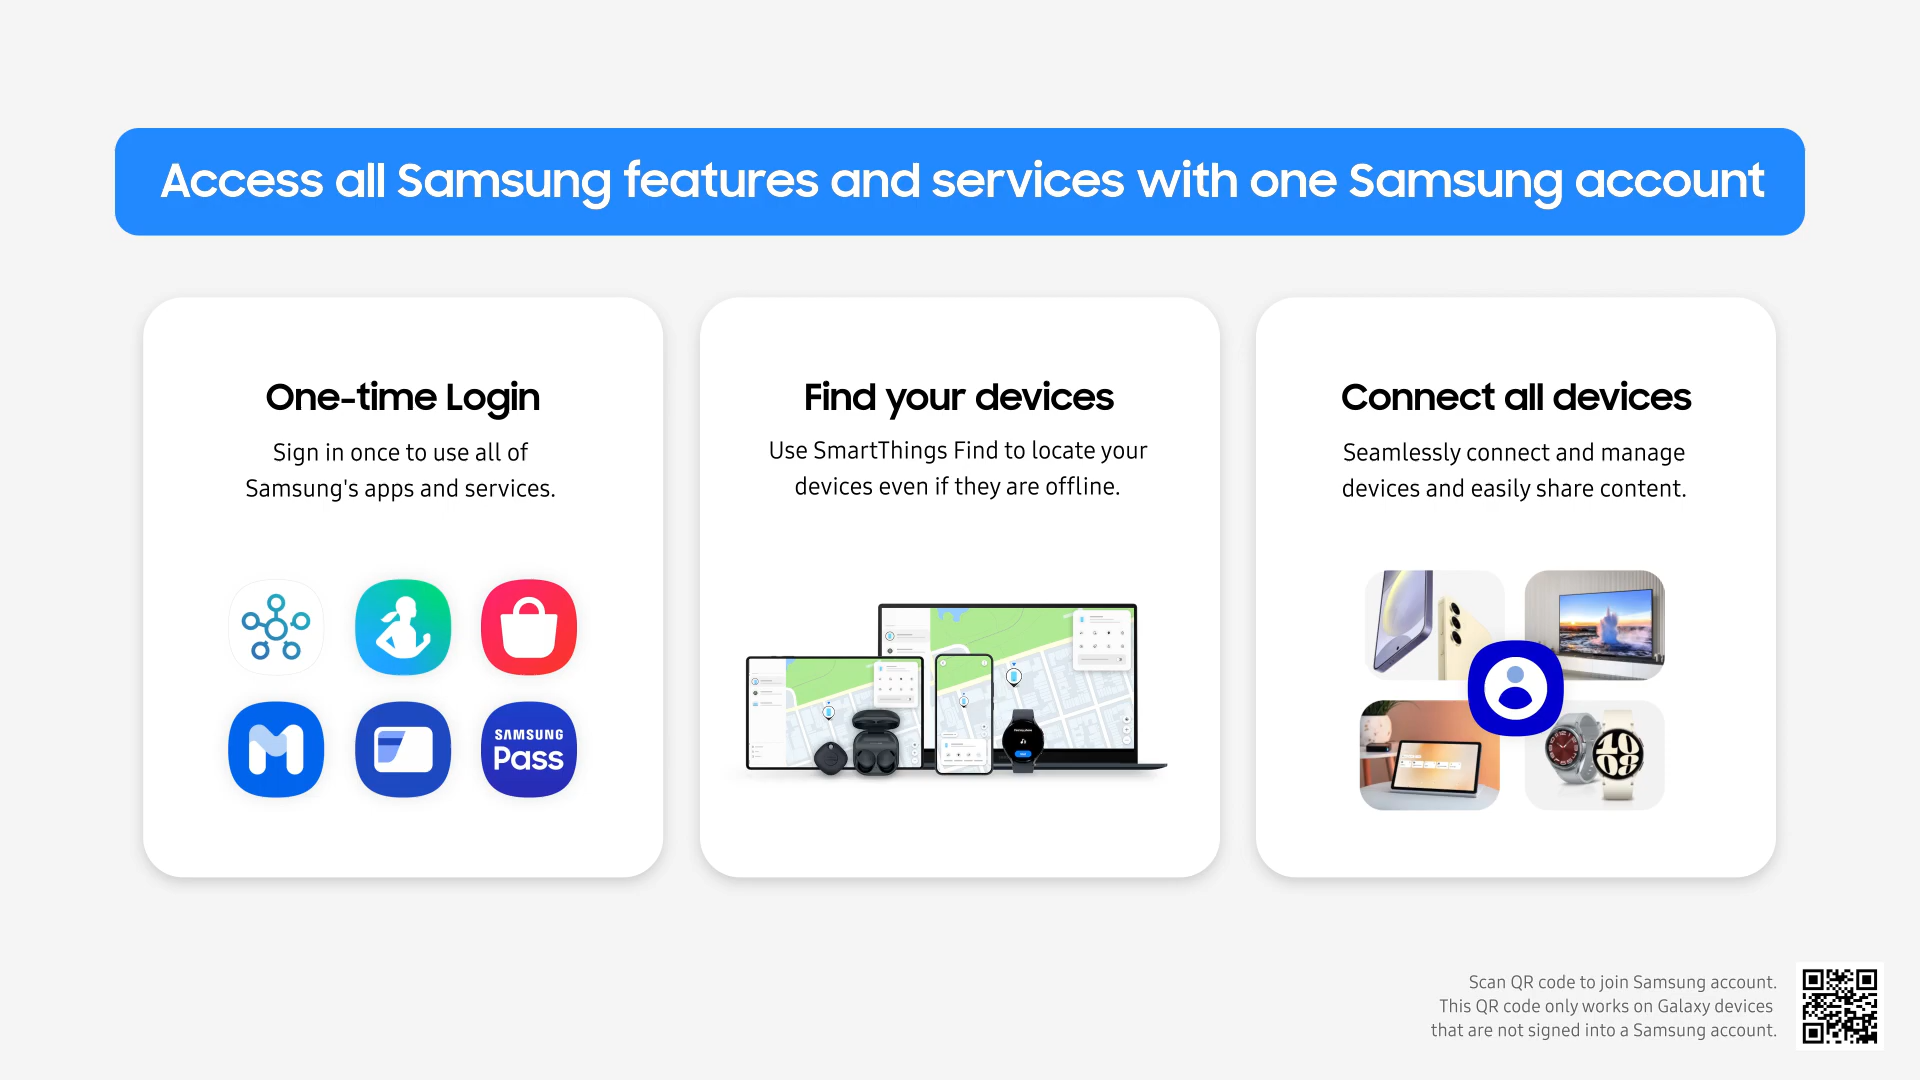 Access all Samsung features and services with one Samsung account
One-time Login
Sign in once to use all of
Samsung's apps and services.
SAMSUNG
Pass
Find your devices
Use SmartThings Find to locate your
devices even if they are offline.
Connect all devices
Seamlessly connect and manage
devices and easily share content.
10
09
Scan QR code to join Samsung account.
This QR code only works on Galaxy devices
that are not signed into a Samsung account.